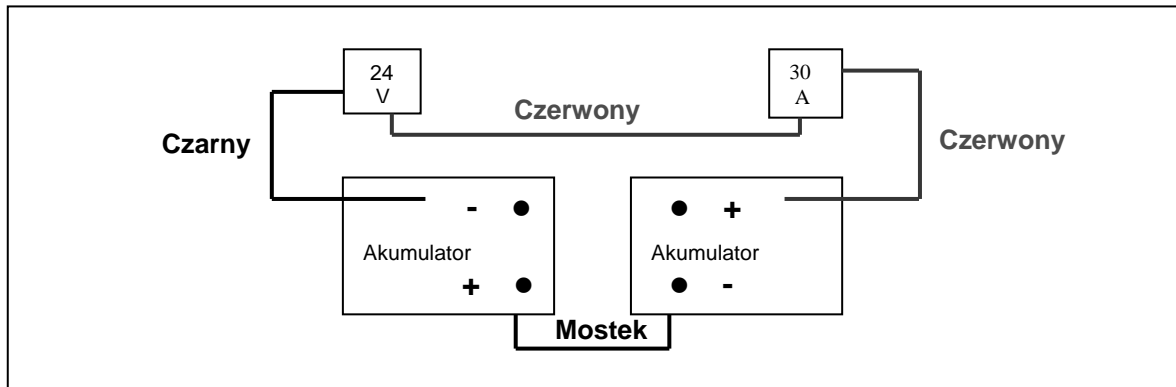 24
V
30
A
Czerwony
Czarny
Czerwony
- +
Akumulator
Akumulator
+ -
Mostek